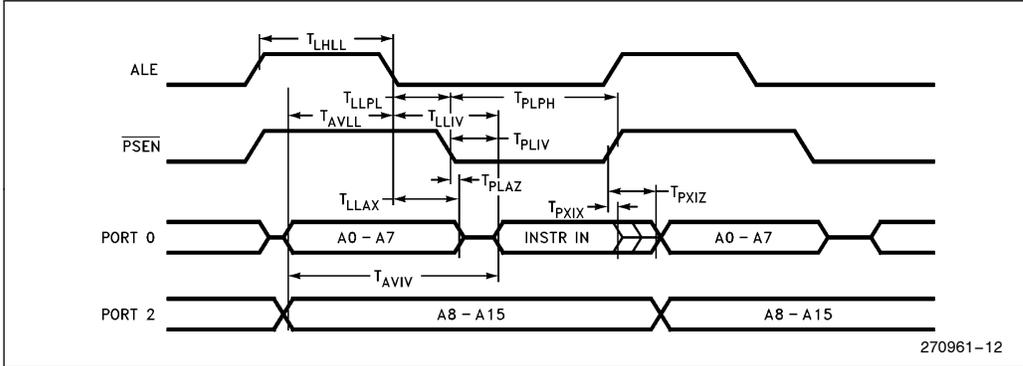 TLHLL
ALE
TLLPL
TPLPH
TAVLL
TLLIV
PSEN
TPLIV
TPLAZ
TLLAX
TPXIX
TPXIZ
PORT 0
A0 – A7
INSTR IN
A0 – A7
TAVIV
PORT 2
A8 – A15
A8 – A15
270961–12